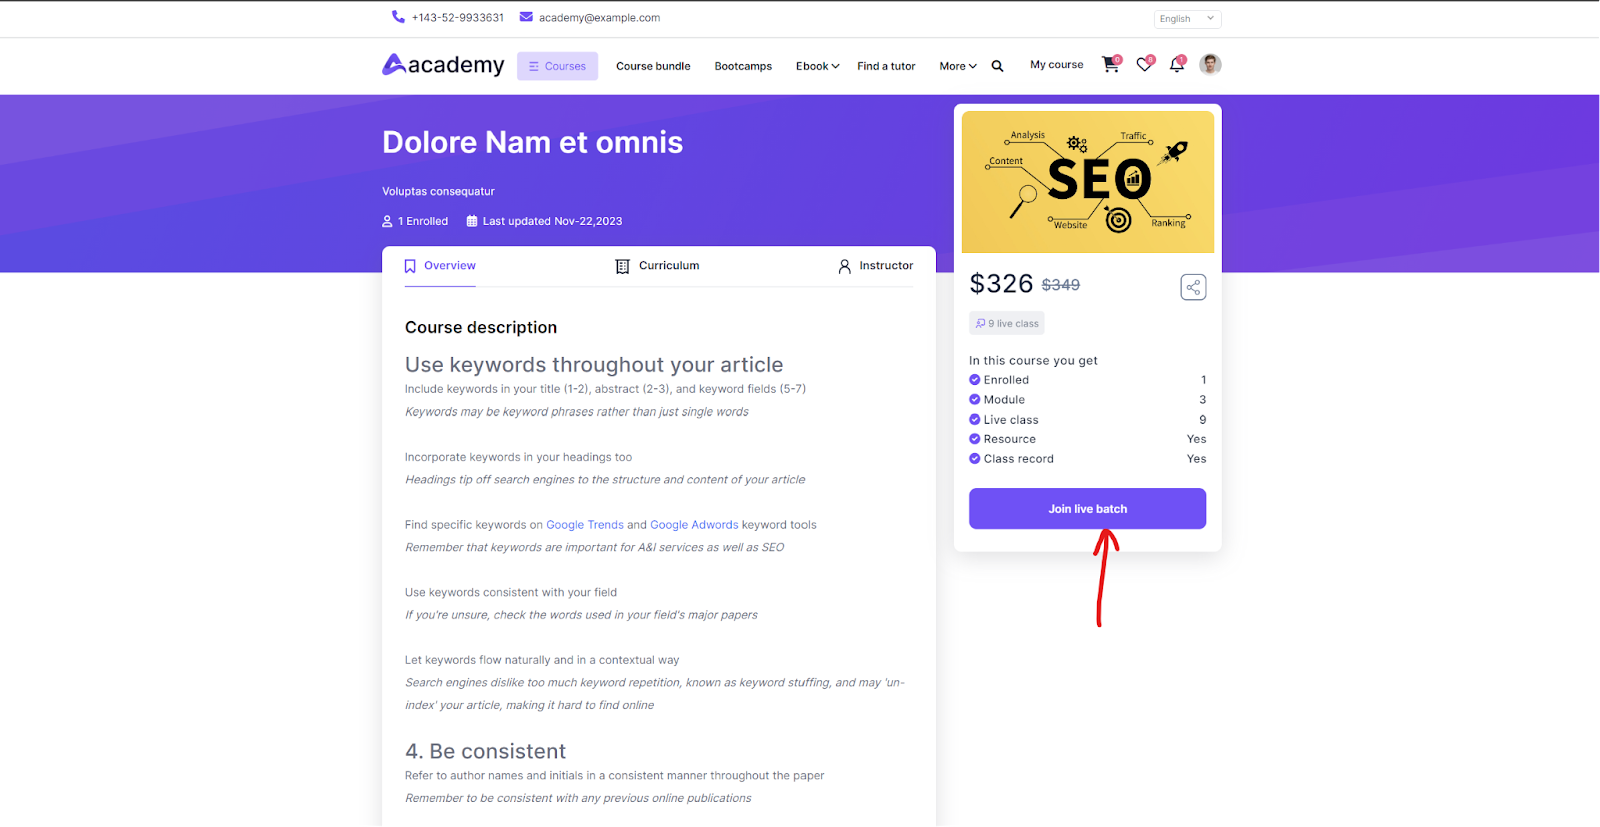 +143-52-9933631
academy@example.com
English
academy
Courses
Course bundle
Bootcamps
Ebook
Find a tutor
More
My course
0
8
1
Dolore Nam et omnis
Voluptas consequatur
1 Enrolled
Last updated Nov-22,2023
Overview
Curriculum
Instructor
Course description
Use keywords throughout your article
Include keywords in your title (1-2), abstract (2-3), and keyword fields (5-7)
Keywords may be keyword phrases rather than just single words
Incorporate keywords in your headings too
Headings tip off search engines to the structure and content of your article
Find specific keywords on Google Trends and Google Adwords keyword tools
Remember that keywords are important for A&I services as well as SEO
Use keywords consistent with your field
If you're unsure, check the words used in your field's major papers
Let keywords flow naturally and in a contextual way
Search engines dislike too much keyword repetition, known as keyword stuffing, and may 'un-
index' your article, making it hard to find online
4. Be consistent
Refer to author names and initials in a consistent manner throughout the paper
Remember to be consistent with any previous online publications
Analysis
Traffic
Content
SEO
Website
Ranking
$326 $349
9 live class
In this course you get
Enrolled 1
Module 3
Live class 9
Resource Yes
Class record Yes
Join live batch